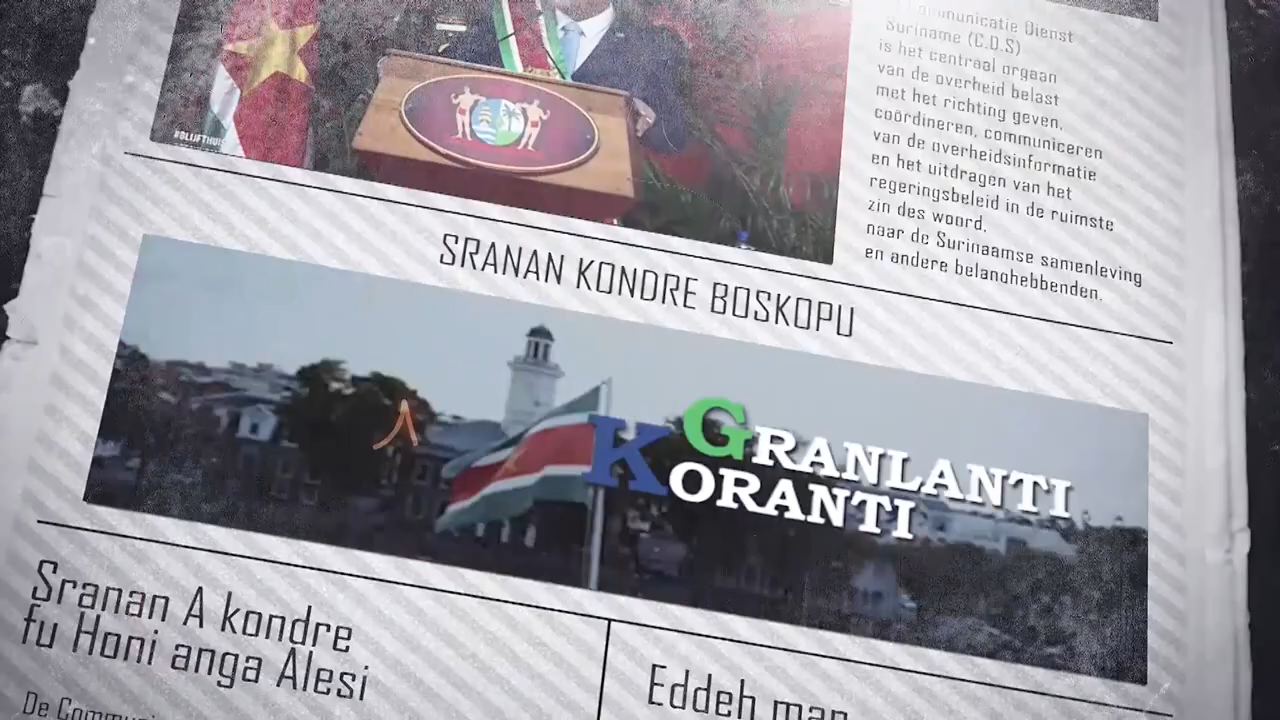 #BLIJFTHUIS
Communicatie Dienst
Suriname (C.D.S)
is het centraal orgaan
van de overheid belast
met het richting geven,
coördineren, communiceren
van de overheidsinformatie
en het uitdragen van het
regeringsbeleid in de ruimste
zin des woord,
naar de Surinaamse samenleving
en andere belanghebbenden.
SRANAN KONDRE BOSKOPU
GRANLANTI
KORANTI
Sranan A kondre
fu Honi anga Alesi
De
Eddeh man